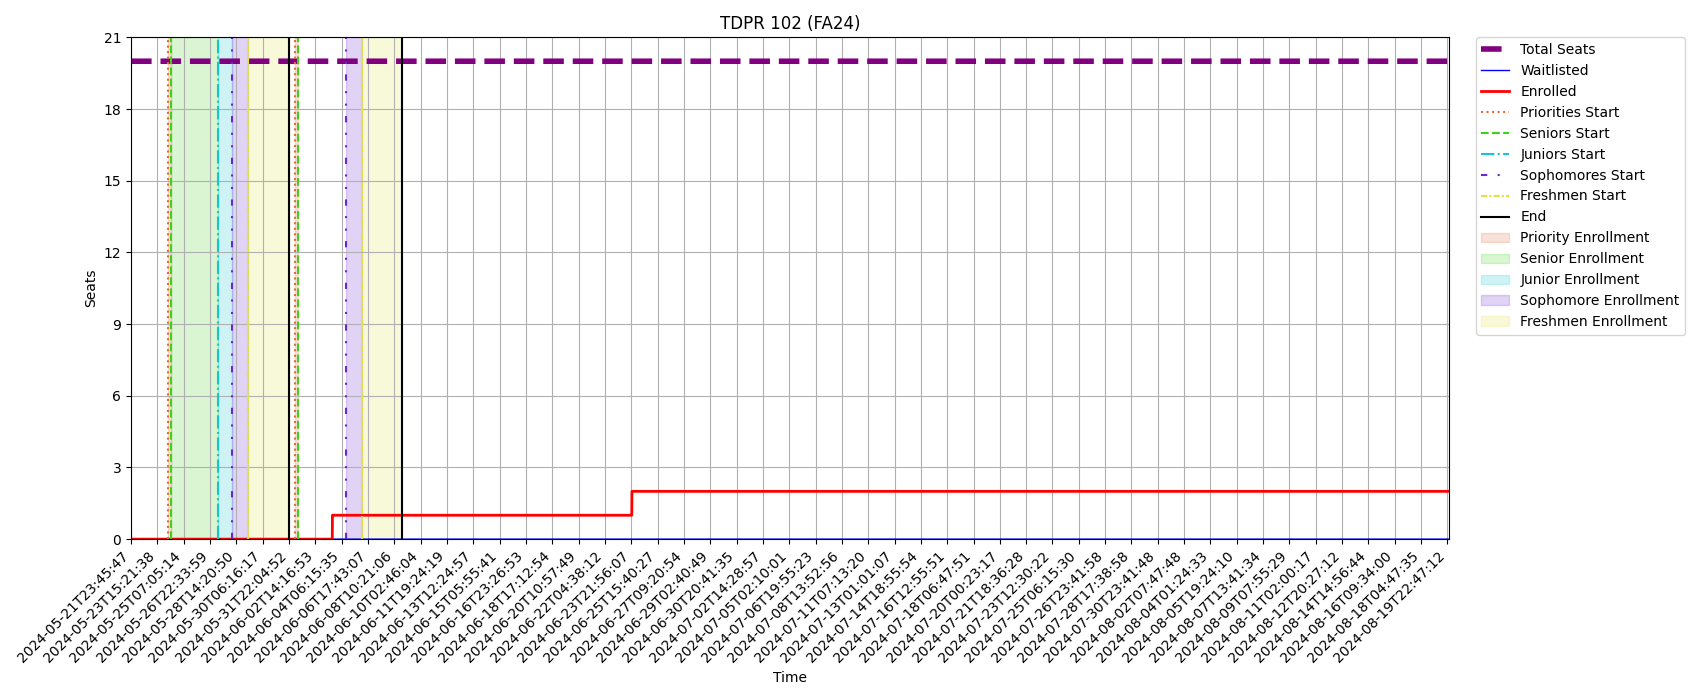 TDPR 102 (FA24)
21
18
15
12
9
6
3
0
Seats
2024-05-21T23:45:47
2024-05-23T15:21:38
2024-05-25T07:05:14
2024-05-26T22:33:59
2024-05-28T14:20:50
2024-05-30T06:16:17
2024-05-31T22:04:52
2024-06-02T14:16:53
2024-06-04T06:15:35
2024-06-06T17:43:07
2024-06-08T10:21:06
2024-06-10T02:46:04
2024-06-11T19:24:19
2024-06-13T12:24:57
2024-06-15T05:55:41
2024-06-16T23:26:53
2024-06-18T17:12:54
2024-06-20T10:57:49
2024-06-22T04:38:12
2024-06-23T21:56:07
2024-06-25T15:40:27
2024-06-27T09:20:54
2024-06-29T02:40:49
2024-06-30T20:41:35
2024-07-02T14:28:57
2024-07-05T02:10:01
2024-07-06T19:55:23
2024-07-08T13:52:56
2024-07-11T07:13:20
2024-07-13T01:01:07
2024-07-14T18:55:54
2024-07-16T12:55:51
2024-07-18T06:47:51
2024-07-20T00:23:17
2024-07-21T18:36:28
2024-07-23T12:30:22
2024-07-25T06:15:30
2024-07-26T23:41:58
2024-07-28T17:38:58
2024-07-30T23:41:48
2024-08-02T07:47:48
2024-08-04T01:24:33
2024-08-05T19:24:10
2024-08-07T13:41:34
2024-08-09T07:55:29
2024-08-11T02:00:17
2024-08-12T20:27:12
2024-08-14T14:56:44
2024-08-16T09:34:00
2024-08-18T04:47:35
2024-08-19T22:47:12
Time
Total Seats
Waitlisted
Enrolled
Priorities Start
Seniors Start
Juniors Start
Sophomores Start
Freshmen Start
End
Priority Enrollment
Senior Enrollment
Junior Enrollment
Sophomore Enrollment
Freshmen Enrollment